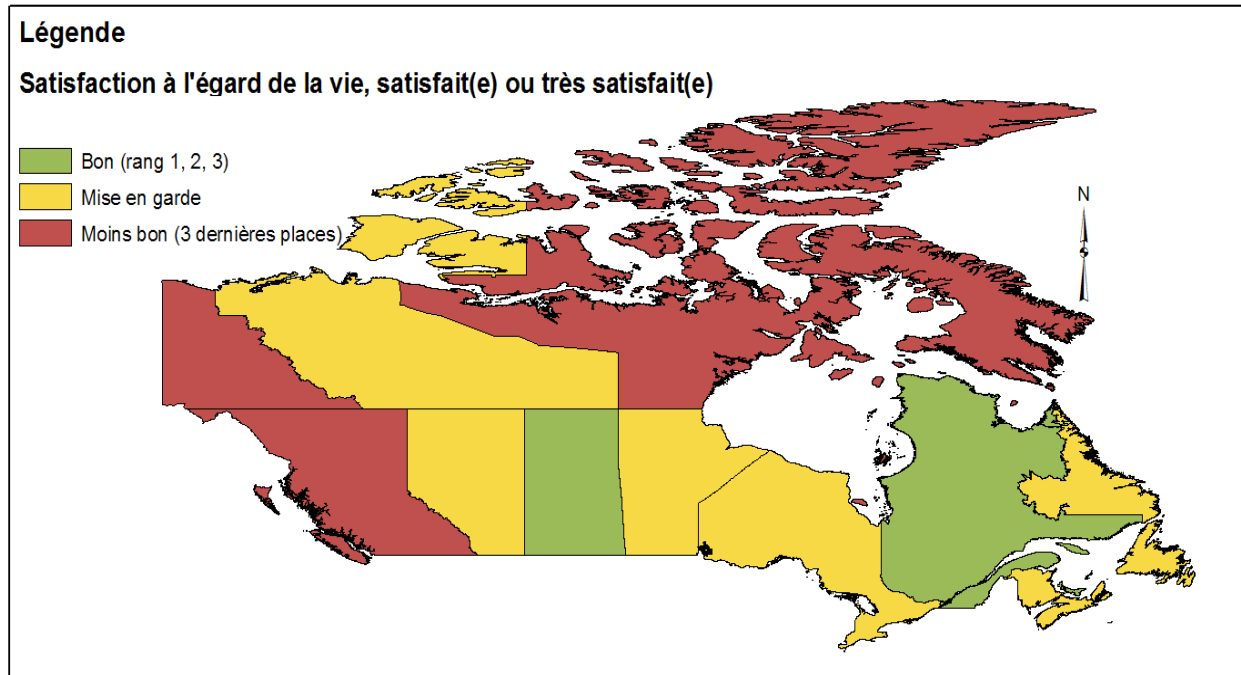 Légende
Satisfaction à l'égard de la vie, satisfait(e) ou très satisfait(e)
Bon (rang 1, 2, 3)
Mise en garde
Moins bon (3 dernières places)
N